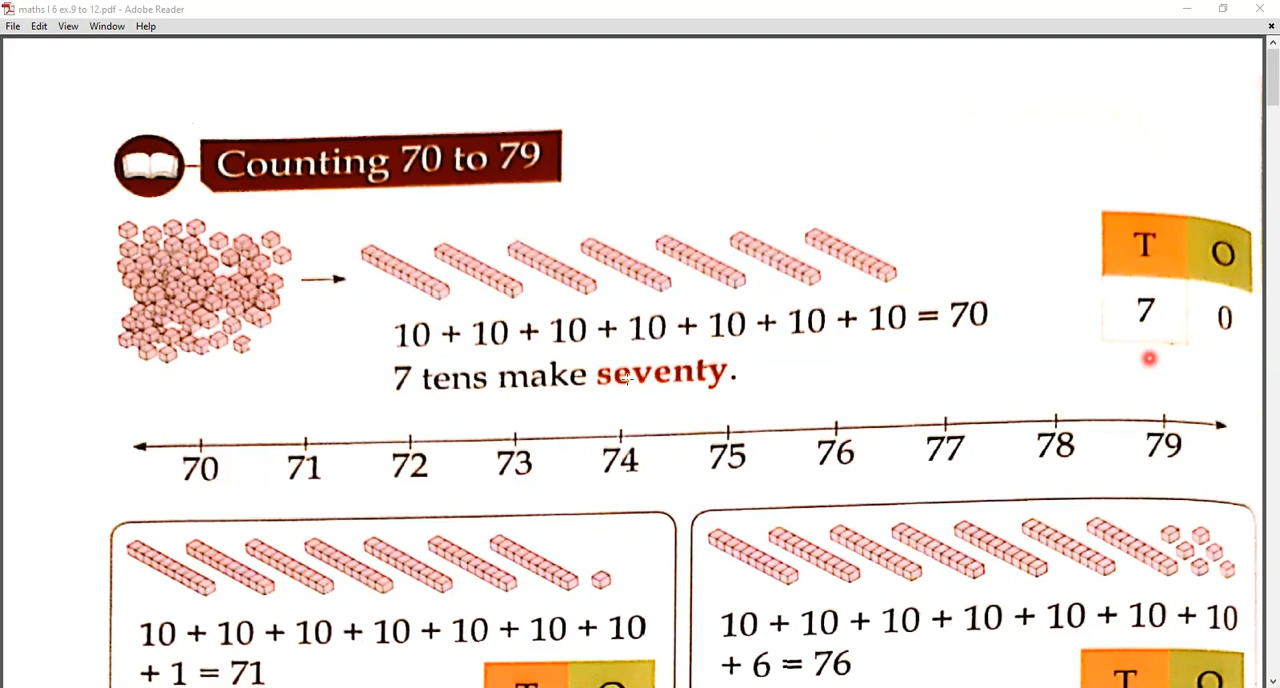 maths l 6 ex.9 to 12.pdf - Adobe Reader
File Edit View Window Help
Counting 70 to 79
T O
7 0
10 + 10 + 10 + 10 + 10 + 10 + 10 = 70
7 tens make seventy.
70 71 72 73 74 75 76 77 78 79
10 + 10 + 10 + 10 + 10 + 10 + 10
+ 1 = 71
T O
10 + 10 + 10 + 10 + 10 + 10 + 10
+ 6 = 76
T O